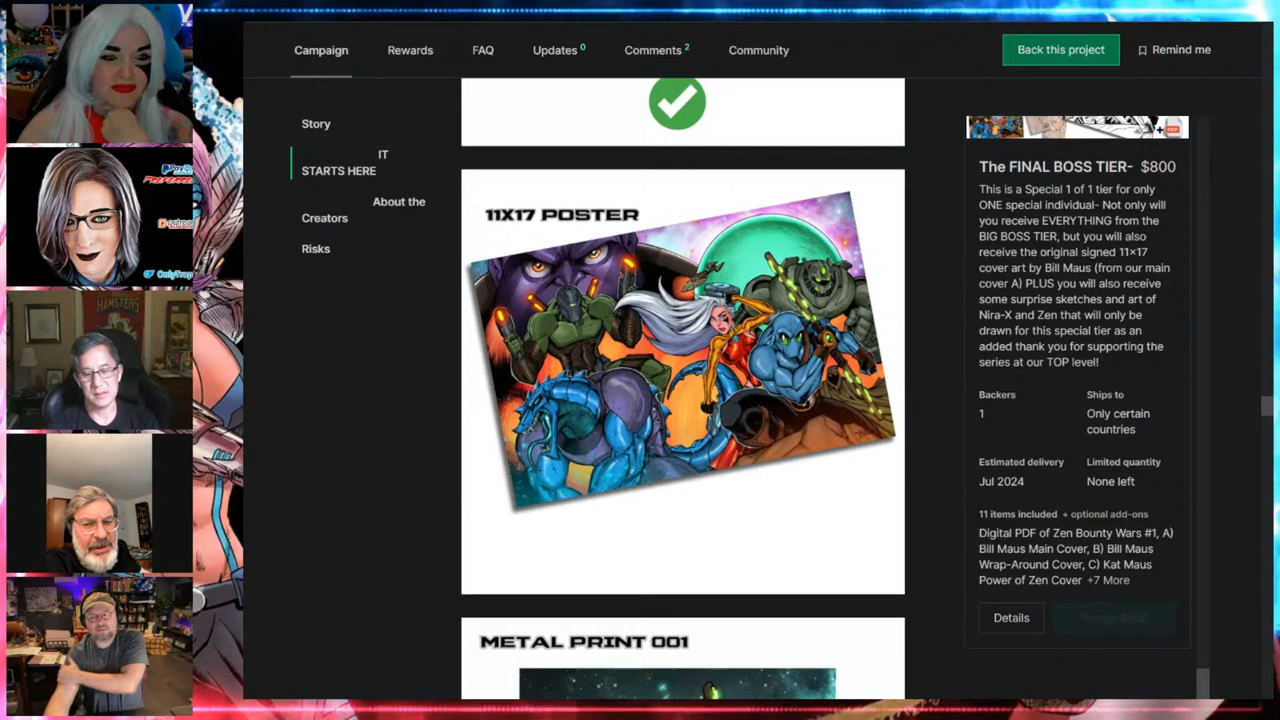 Campaign
Rewards
FAQ
Updates 0
Comments 2
Community
Back this project
Remind me
Story
IT
STARTS HERE
About the
Creators
Risks
11X17 POSTER
METAL PRINT 001
The FINAL BOSS TIER- $800
This is a Special 1 of 1 tier for only
ONE special individual- Not only will
you receive EVERYTHING from the
BIG BOSS TIER, but you will also
receive the original signed 11×17
cover art by Bill Maus (from our main
cover A) PLUS you will also receive
some surprise sketches and art of
Nira-X and Zen that will only be
drawn for this special tier as an
added thank you for supporting the
series at our TOP level!
Backers
Ships to
1
Only certain
countries
Estimated delivery
Limited quantity
Jul 2024
None left
11 items included + optional add-ons
Digital PDF of Zen Bounty Wars #1, A)
Bill Maus Main Cover, B) Bill Maus
Wrap-Around Cover, C) Kat Maus
Power of Zen Cover +7 More
Details
HAMSTERS
OnlyTrap